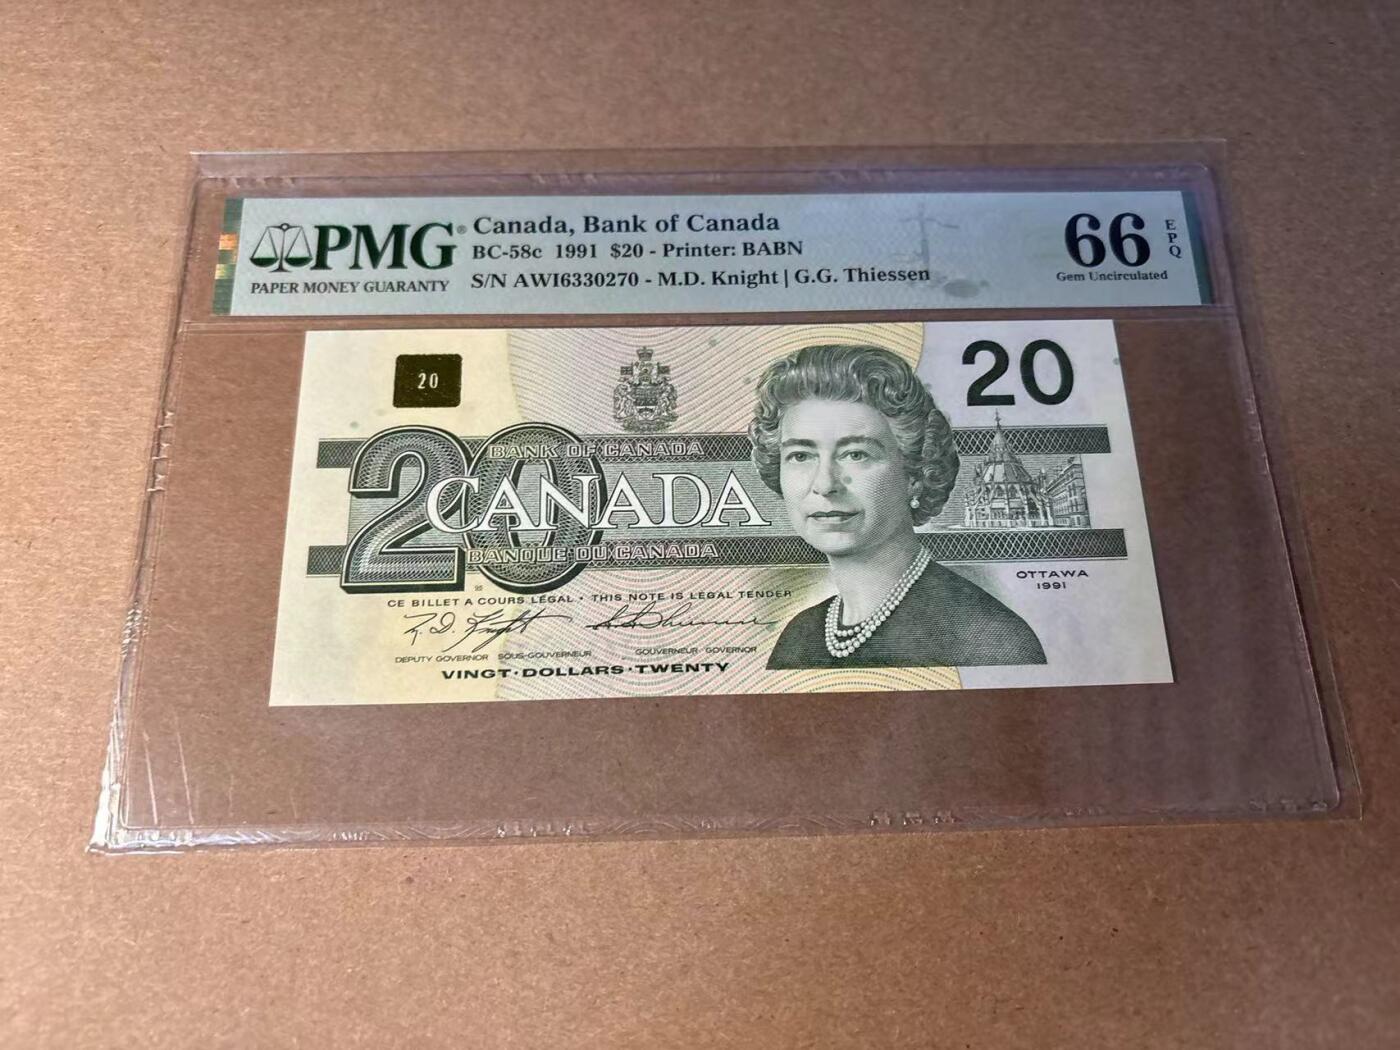 PMG®
PAPER MONEY GUARANTY
Canada, Bank of Canada
BC-58c 1991 $20 - Printer: BABN
S/N AWI6330270 - M.D. Knight | G.G. Thiessen
66
EPQ
Gem Uncirculated
20
20
20
BANK OF CANADA
CANADA
BANQUE DU CANADA
OTTAWA
1991
CE BILLET A COURS LÉGAL • THIS NOTE IS LEGAL TENDER
DEPUTY GOVERNOR SOUS-GOUVERNEUR
GOUVERNEUR GOVERNOR
VINGT•DOLLARS•TWENTY